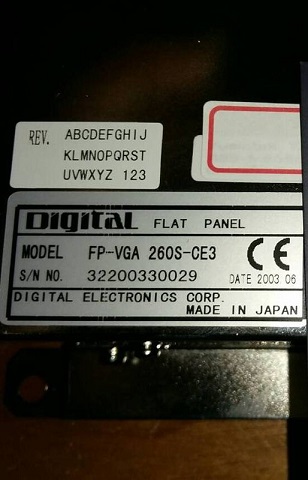 REV. ABCDEFGHIJ
KLMNOPQRST
UVWXYZ 123
Digital FLAT PANEL
MODEL FP-VGA 260S-CE3
S/N NO. 32200330029
CE
DATE 2003 06
DIGITAL ELECTRONICS CORP.
MADE IN JAPAN